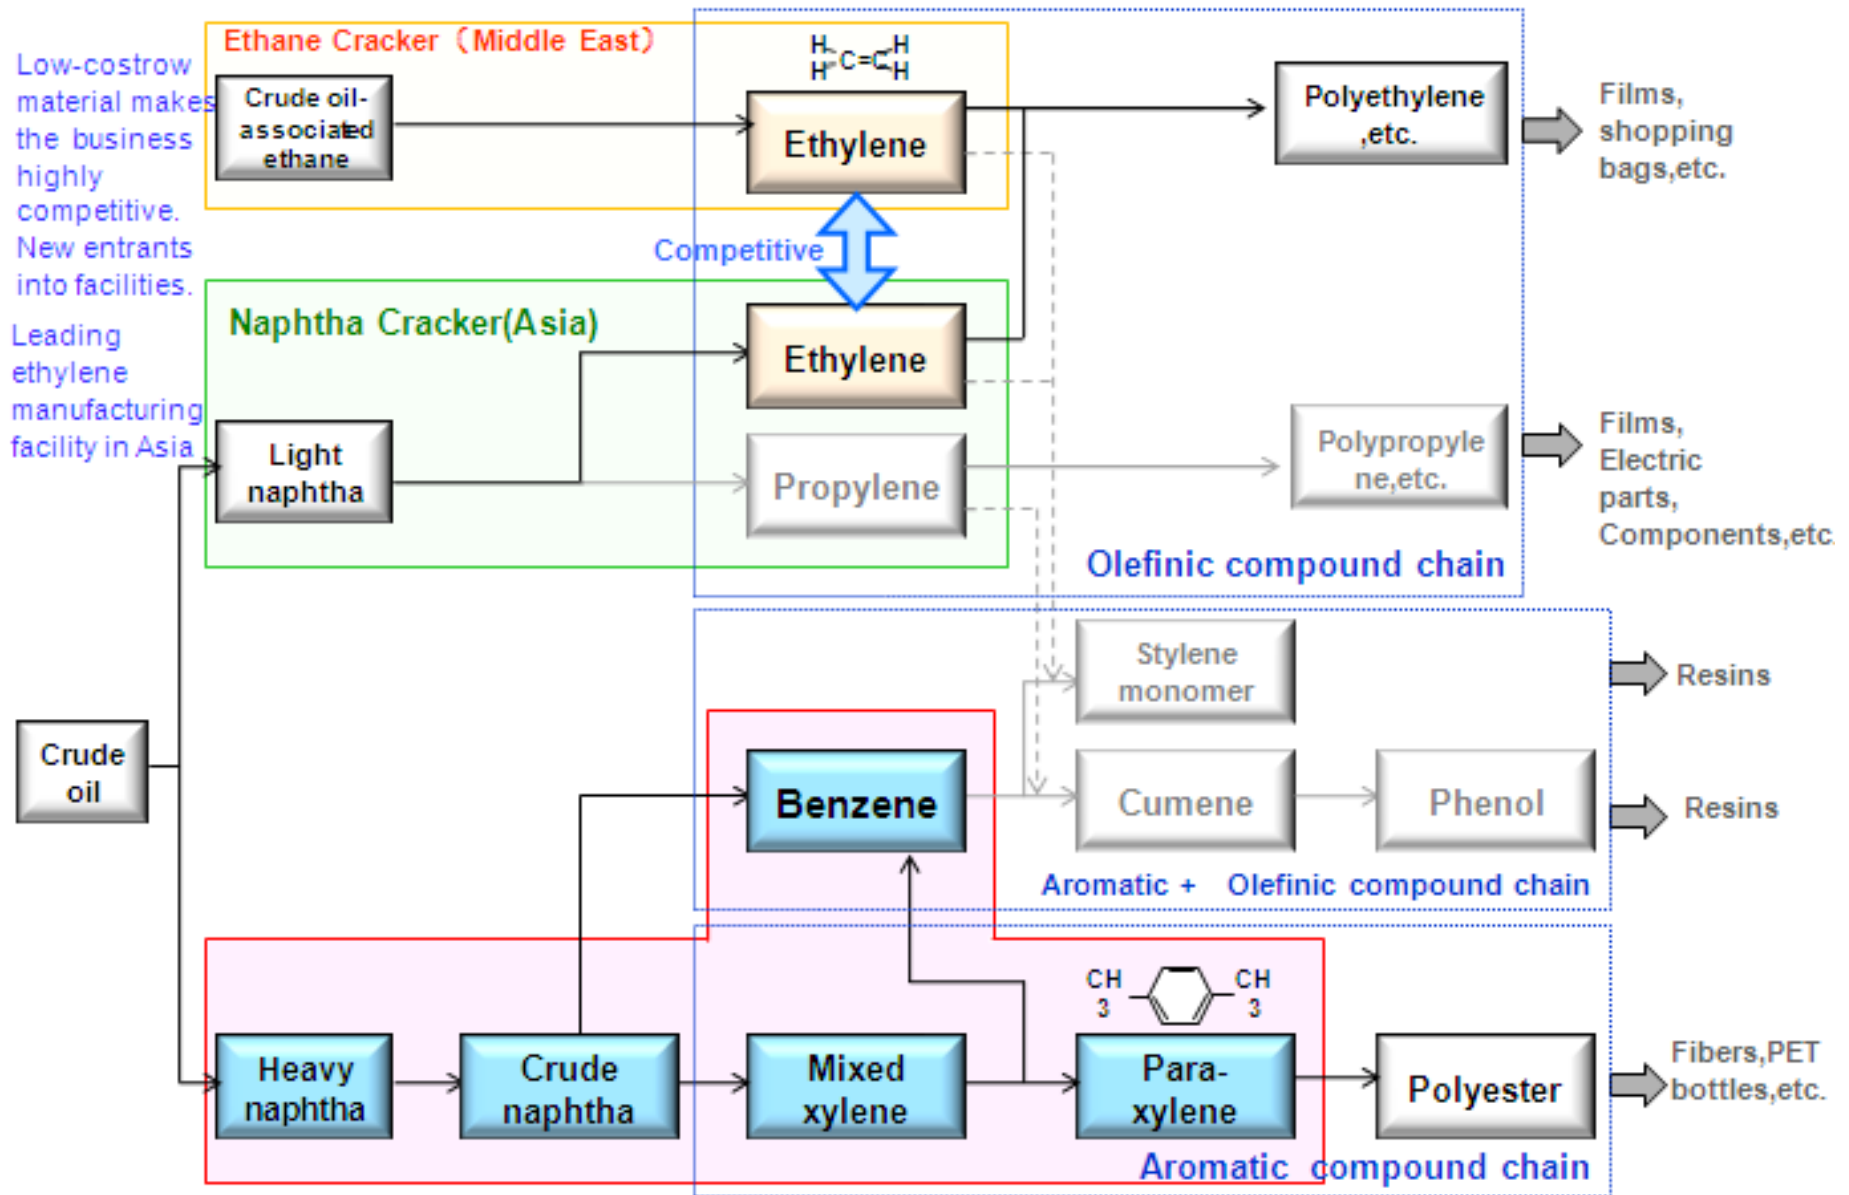 Ethane Cracker（Middle East）
Low-costrow
material makes
the business
highly
competitive.
New entrants
into facilities.
Crude oil-
associated
ethane
H H
C=C
H H
Ethylene
Polyethylene
,etc.
Films,
shopping
bags,etc.
Competitive
Naphtha Cracker(Asia)
Leading
ethylene
manufacturing
facility in Asia
Light
naphtha
Ethylene
Propylene
Polypropyle
ne,etc.
Films,
Electric
parts,
Components,etc.
Olefinic compound chain
Stylene
monomer
Resins
Crude
oil
Benzene
Cumene
Phenol
Resins
Aromatic + Olefinic compound chain
CH
3
CH
3
Heavy
naphtha
Crude
naphtha
Mixed
xylene
Para-
xylene
Polyester
Fibers,PET
bottles,etc.
Aromatic compound chain